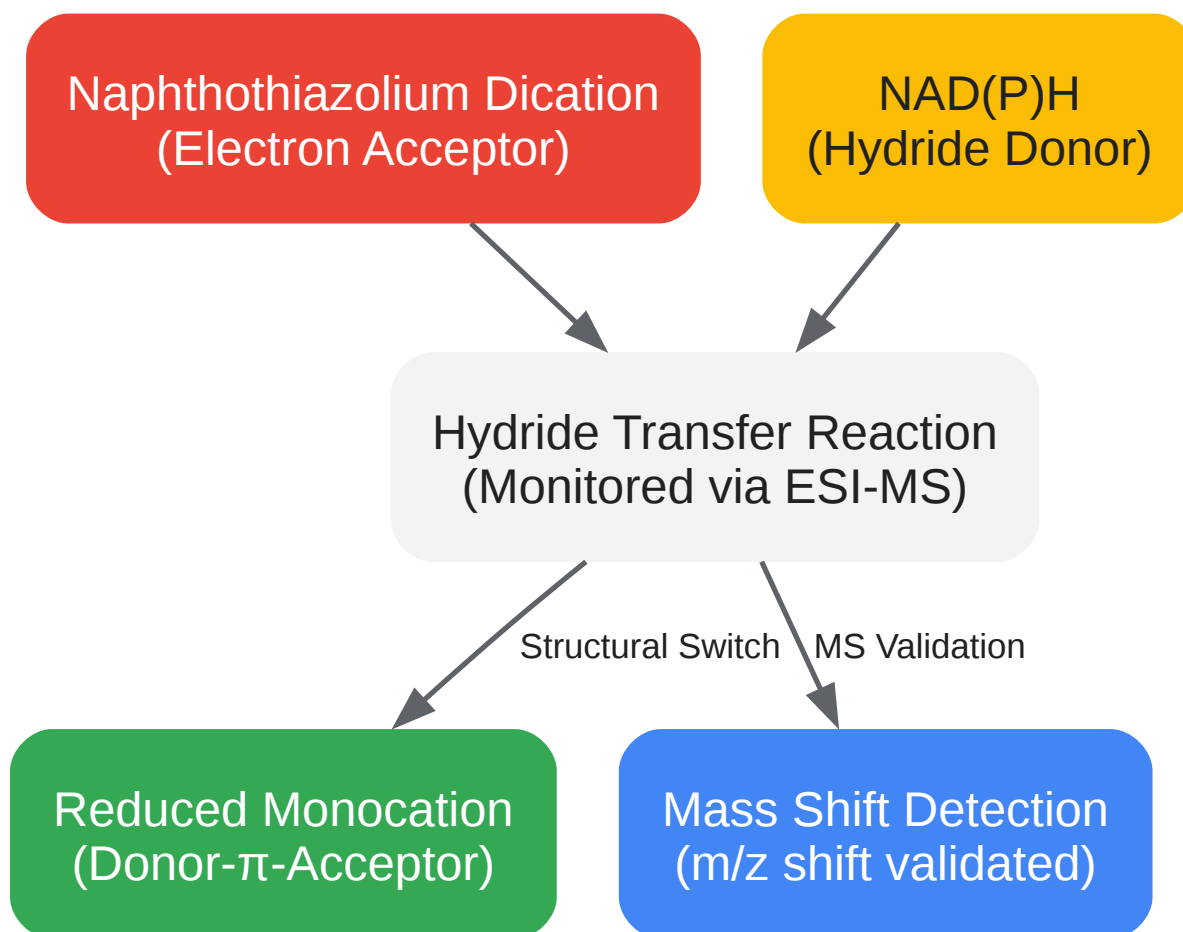 Naphthothiazolium Dication
(Electron Acceptor)
NAD(P)H
(Hydride Donor)
Hydride Transfer Reaction
(Monitored via ESI-MS)
Structural Switch
MS Validation
Reduced Monocation
(Donor-π-Acceptor)
Mass Shift Detection
(m/z shift validated)